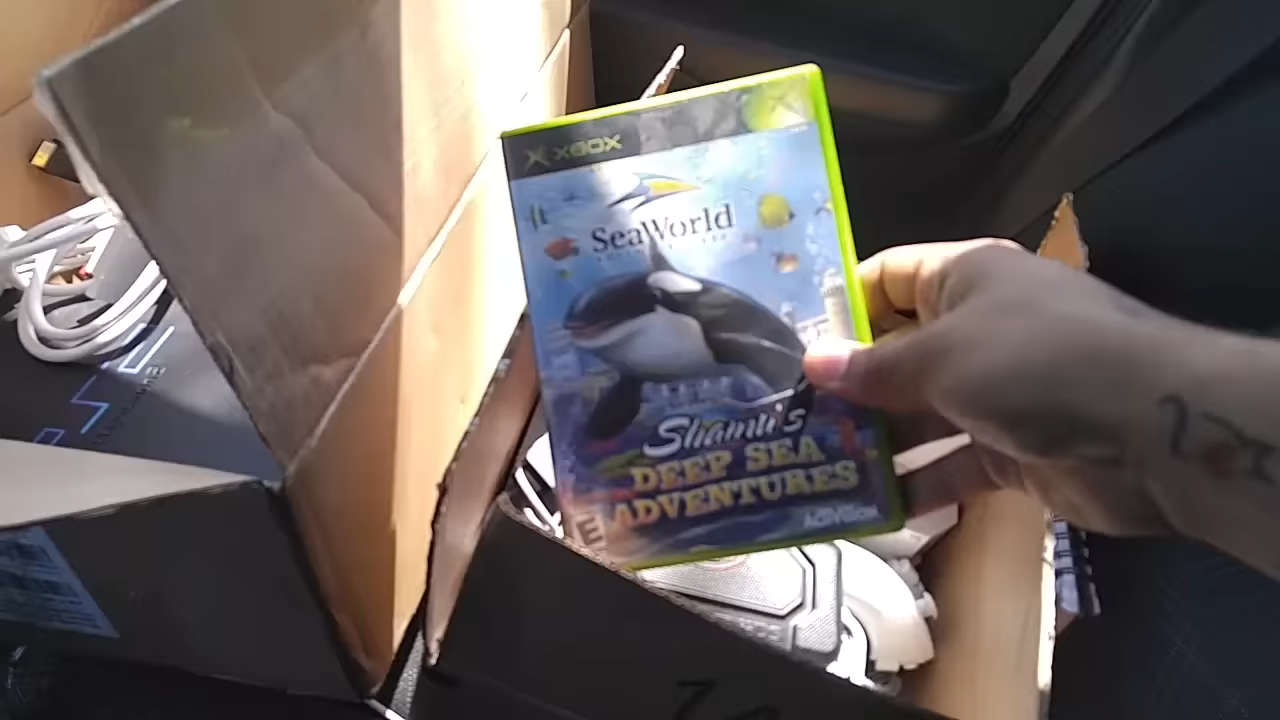 XBOX
SeaWorld
Shamu's
DEEP SEA
ADVENTURES
E
ACTIVISION